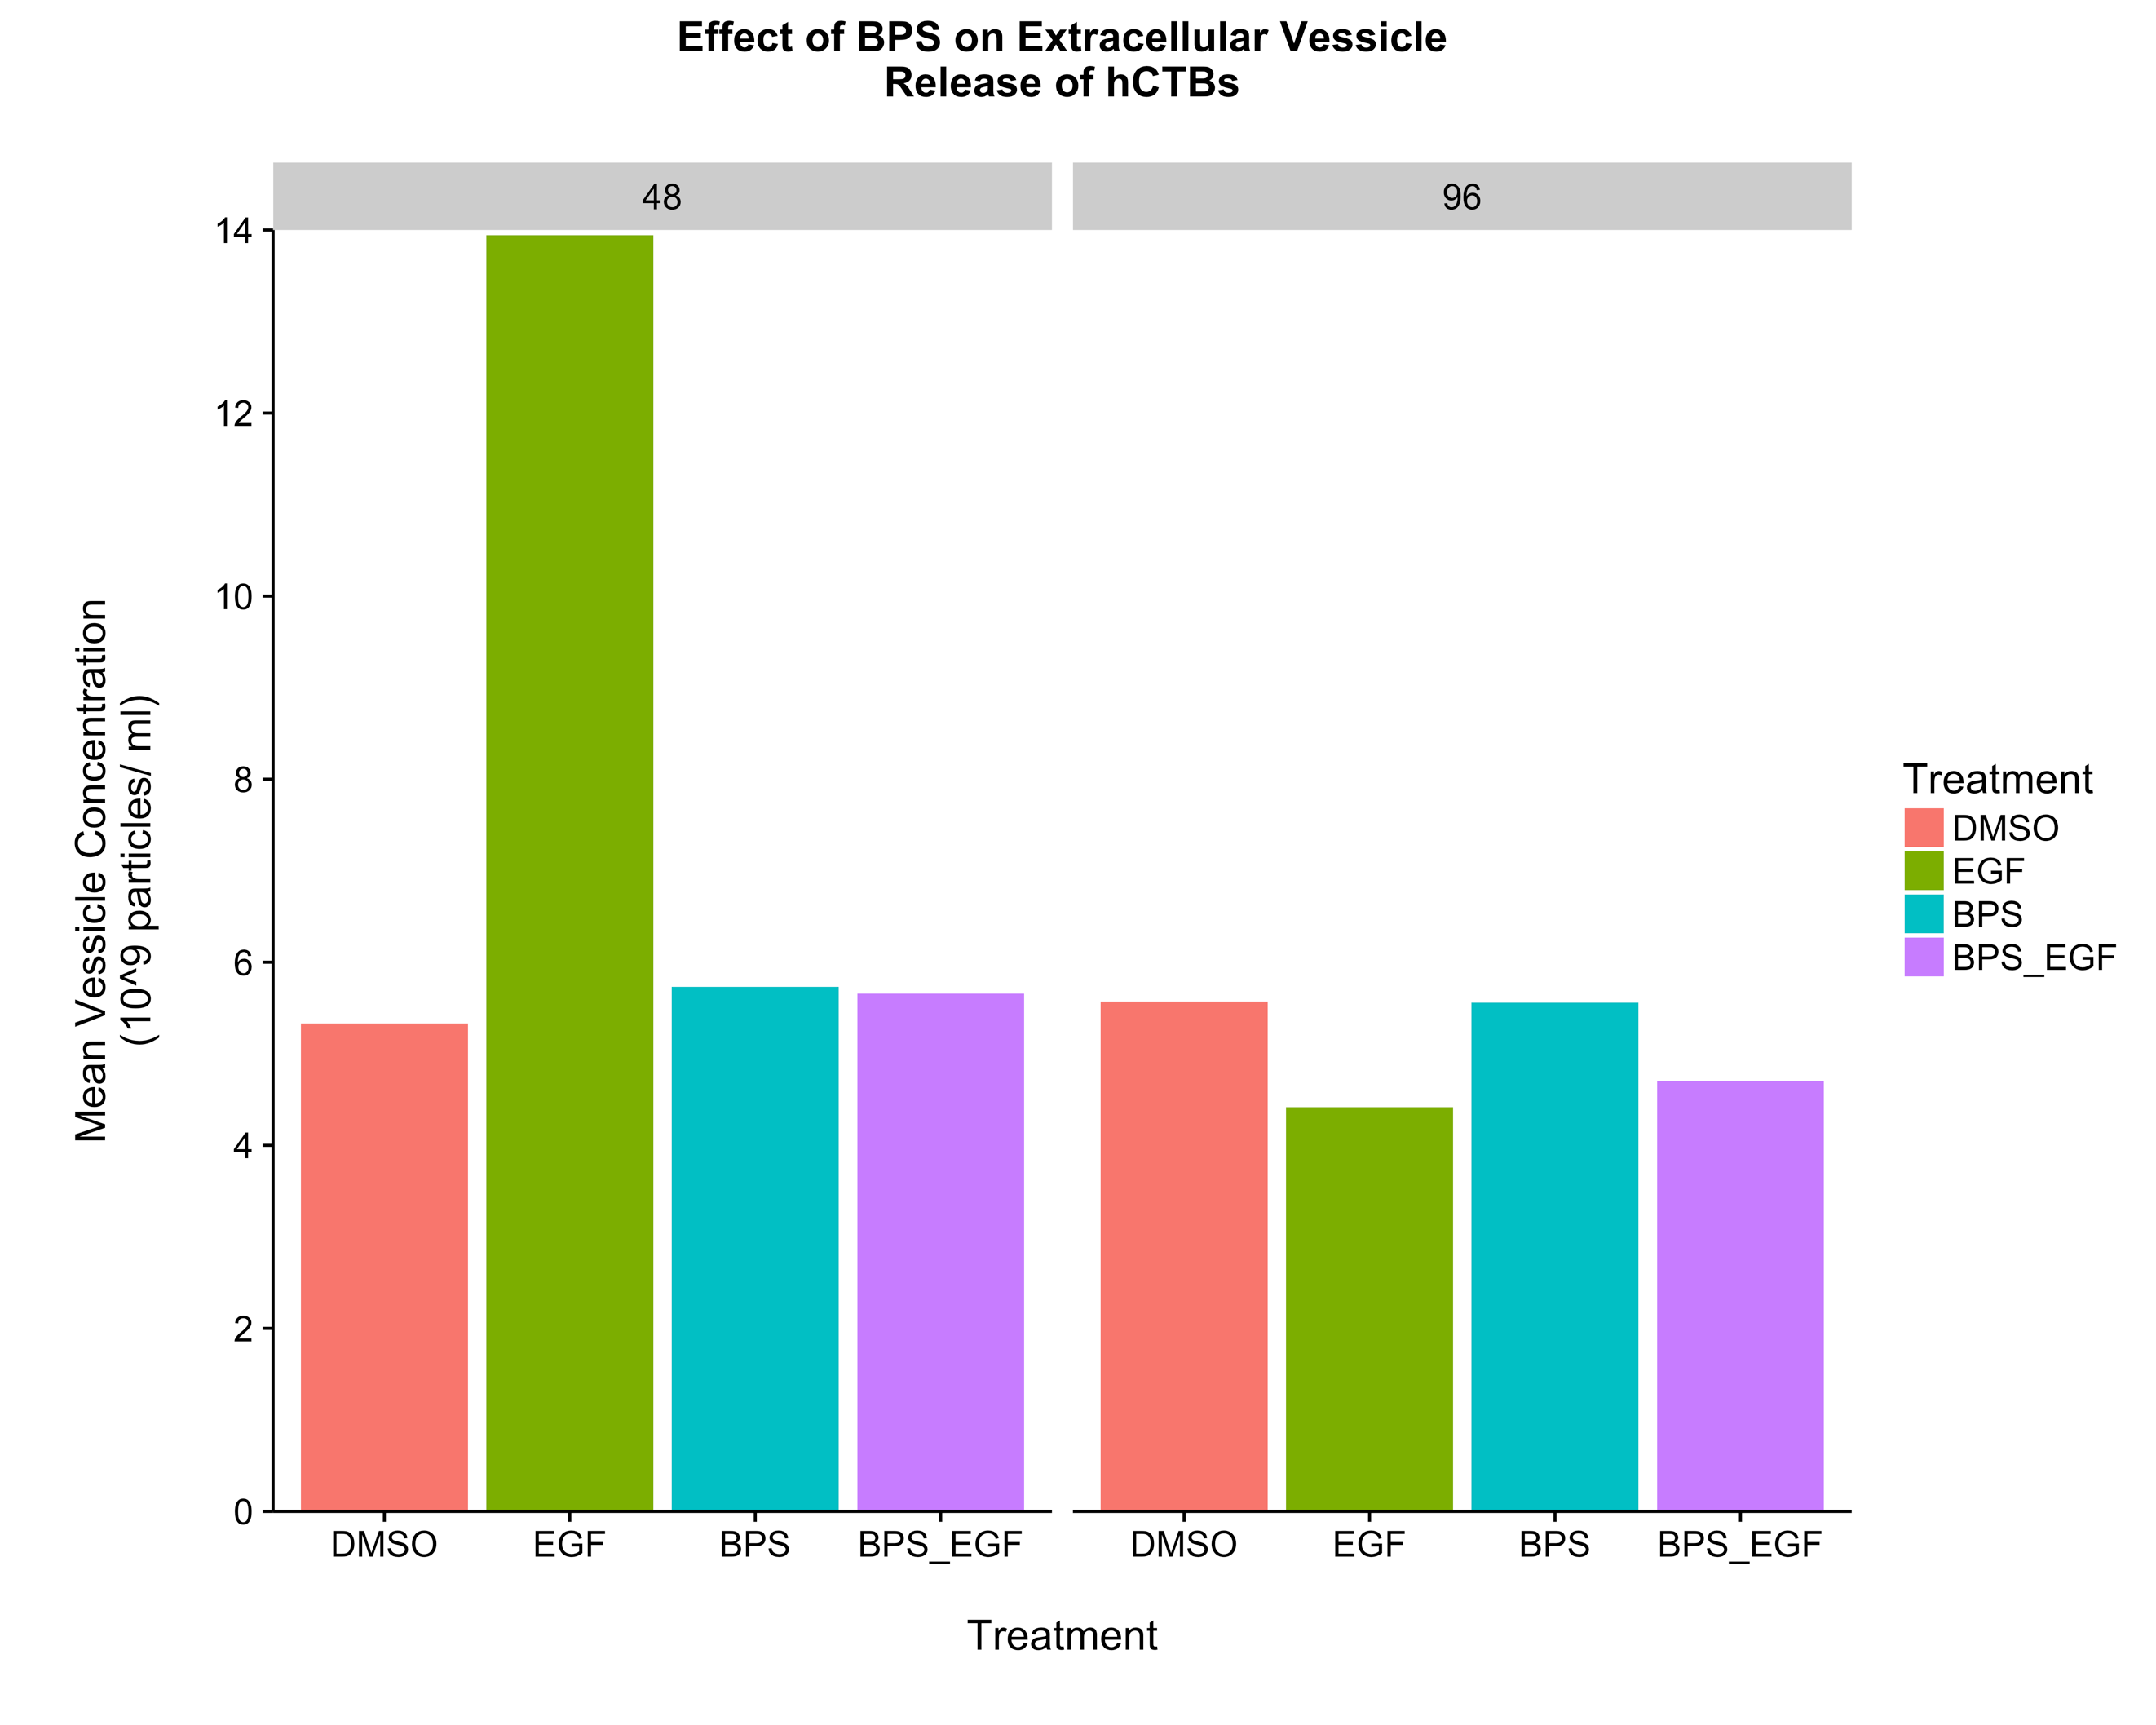 Effect of BPS on Extracellular Vessicle
Release of hCTBs
48
96
14
12
10
8
6
4
2
0
Mean Vessicle Concentration
(10^9 particles/ ml)
DMSO
EGF
BPS
BPS_EGF
DMSO
EGF
BPS
BPS_EGF
Treatment
Treatment
DMSO
EGF
BPS
BPS_EGF